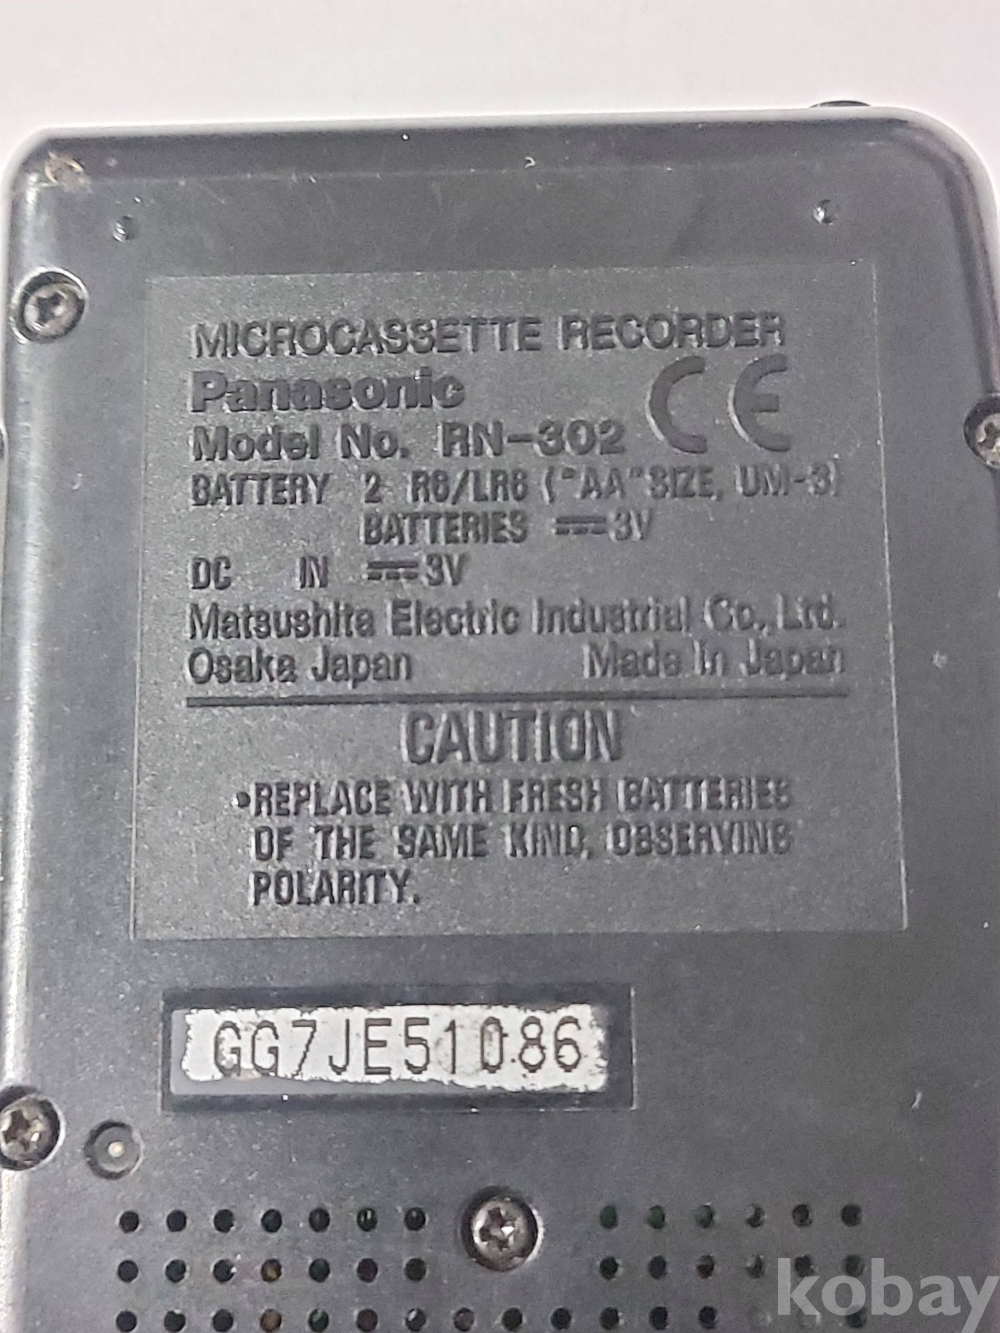 MICROCASSETTE RECORDER
Panasonic CE
Model No. RN-302
BATTERY 2 R6/LR6 ("AA" SIZE, UM-3)
BATTERIES ⎓ 3V
DC IN ⎓ 3V
Matsushita Electric Industrial Co., Ltd.
Osaka Japan Made In Japan
CAUTION
•REPLACE WITH FRESH BATTERIES
OF THE SAME KIND, OBSERVING
POLARITY.
GG7JE51086
kobay